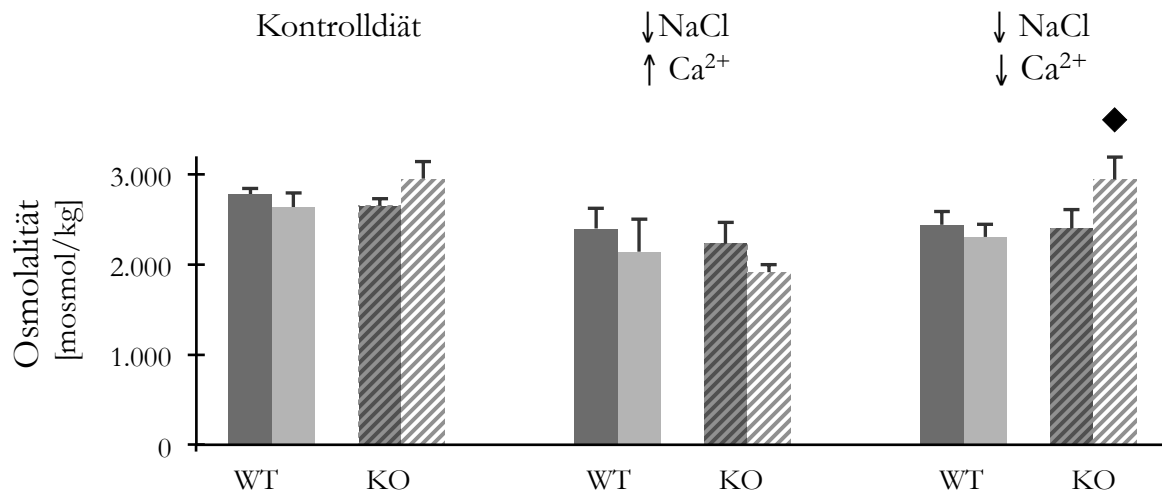 Kontrolldiät
↓NaCl
↑ Ca²⁺
↓ NaCl
↓ Ca²⁺
Osmolalität
[mosmol/kg]
3.000
2.000
1.000
0
WT
KO
WT
KO
WT
KO